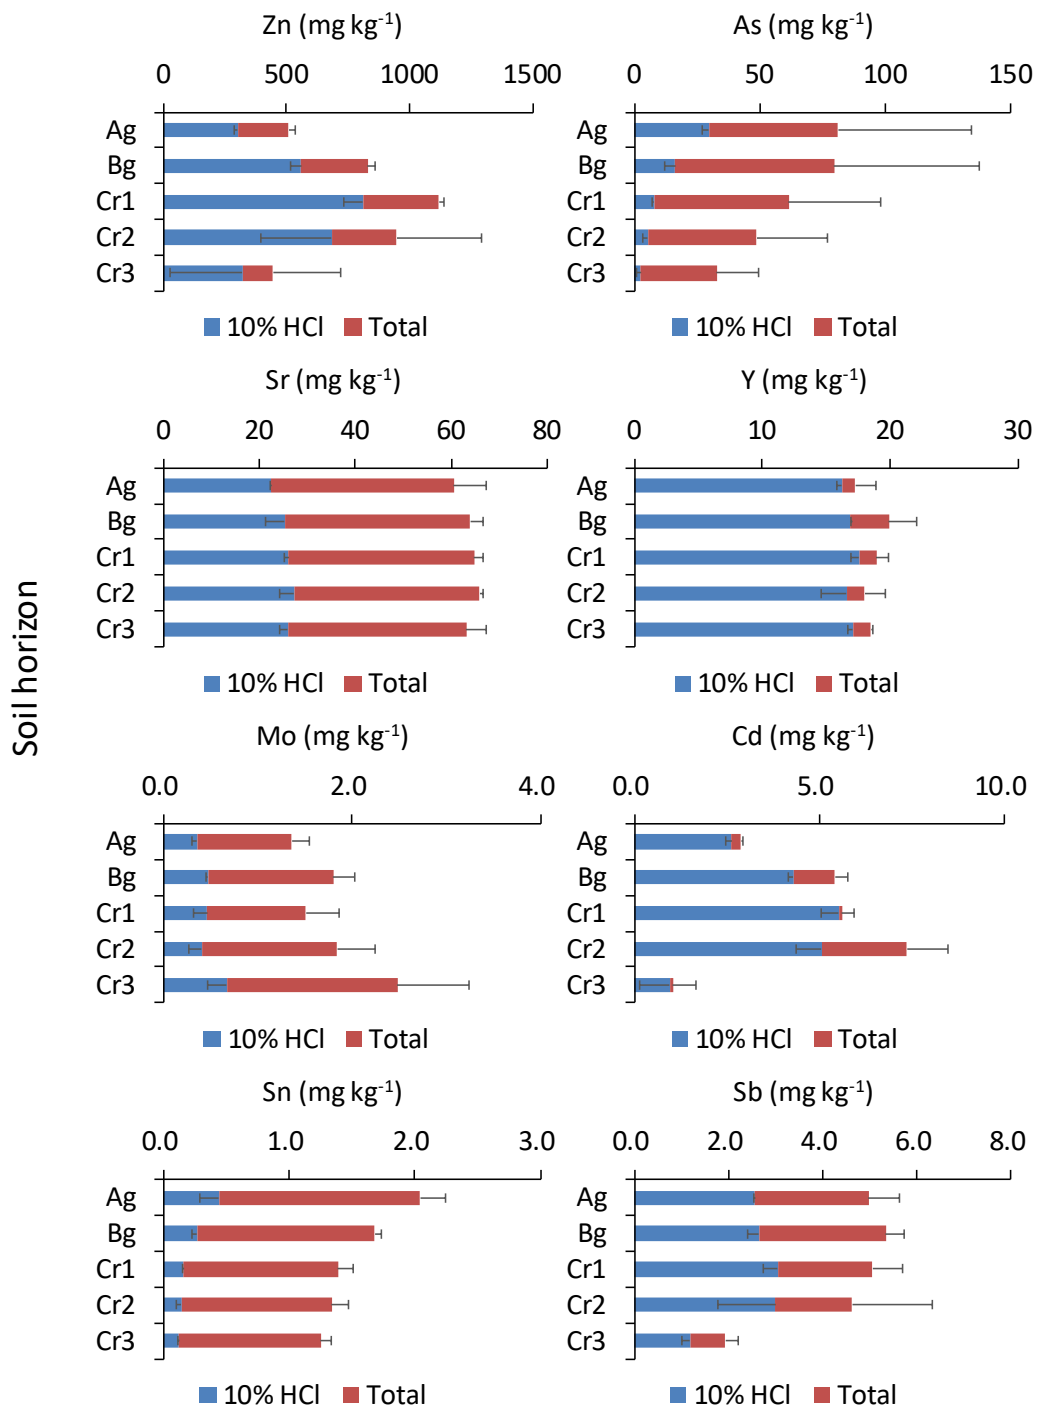 Zn (mg kg⁻¹)
0 500 1000 1500
Ag
Bg
Cr1
Cr2
Cr3
10% HCl Total
As (mg kg⁻¹)
0 50 100 150
Ag
Bg
Cr1
Cr2
Cr3
10% HCl Total
Sr (mg kg⁻¹)
0 20 40 60 80
Ag
Bg
Cr1
Cr2
Cr3
10% HCl Total
Y (mg kg⁻¹)
0 10 20 30
Ag
Bg
Cr1
Cr2
Cr3
10% HCl Total
Soil horizon
Mo (mg kg⁻¹)
0.0 2.0 4.0
Ag
Bg
Cr1
Cr2
Cr3
10% HCl Total
Cd (mg kg⁻¹)
0.0 5.0 10.0
Ag
Bg
Cr1
Cr2
Cr3
10% HCl Total
Sn (mg kg⁻¹)
0.0 1.0 2.0 3.0
Ag
Bg
Cr1
Cr2
Cr3
10% HCl Total
Sb (mg kg⁻¹)
0.0 2.0 4.0 6.0 8.0
Ag
Bg
Cr1
Cr2
Cr3
10% HCl Total